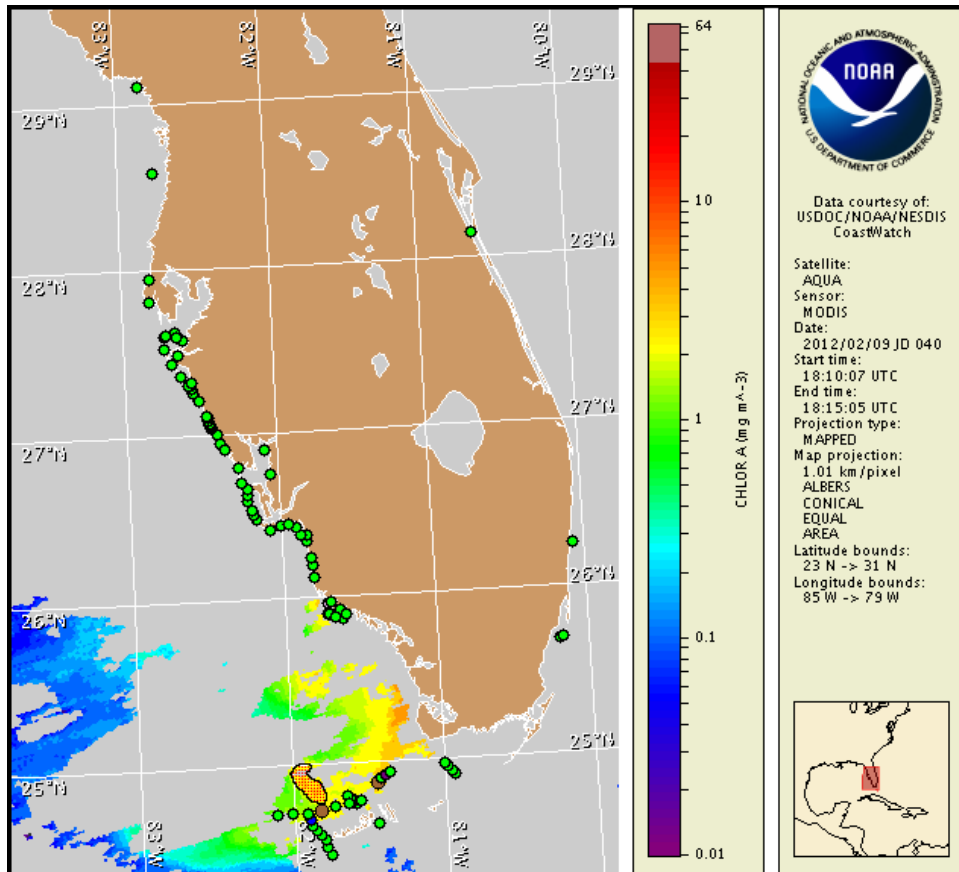 83°W
82°W
81°W
80°W
29°N
29°N
28°N
28°N
27°N
27°N
26°N
26°N
25°N
25°N
83°W
82°W
81°W
64
10
1
0.1
0.01
CHLOR A (mg m^-3)
NATIONAL OCEANIC AND ATMOSPHERIC ADMINISTRATION
NOAA
U.S. DEPARTMENT OF COMMERCE
Data courtesy of:
USDOC/NOAA/NESDIS
CoastWatch
Satellite:
AQUA
Sensor:
MODIS
Date:
2012/02/09 JD 040
Start time:
18:10:07 UTC
End time:
18:15:05 UTC
Projection type:
MAPPED
Map projection:
1.01 km/pixel
ALBERS
CONICAL
EQUAL
AREA
Latitude bounds:
23 N -> 31 N
Longitude bounds:
85 W -> 79 W